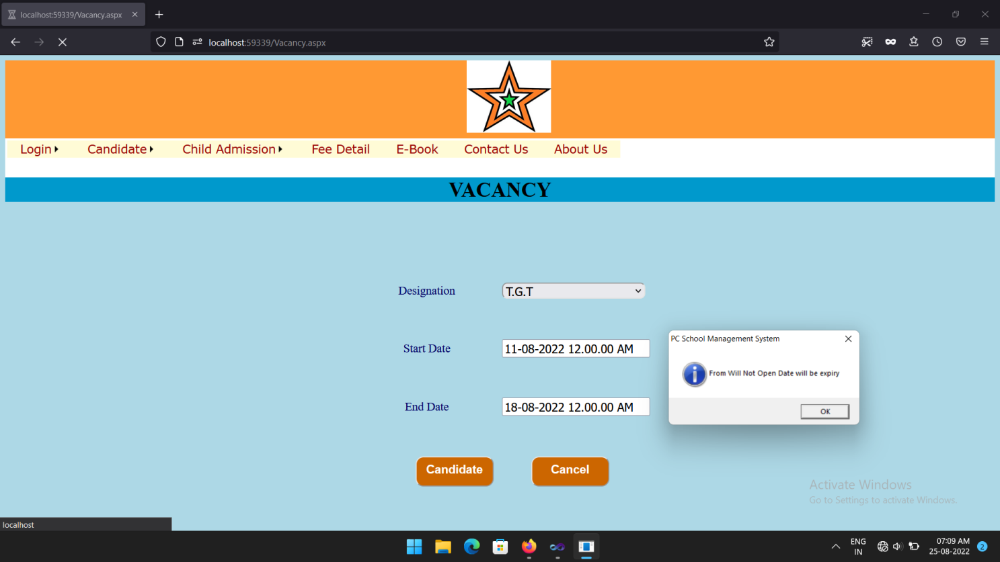 localhost:59339/Vacancy.aspx
localhost:59339/Vacancy.aspx
Login Candidate Child Admission Fee Detail E-Book Contact Us About Us
VACANCY
Designation T.G.T
Start Date 11-08-2022 12.00.00 AM
End Date 18-08-2022 12.00.00 AM
Candidate Cancel
PC School Management System
From Will Not Open Date will be expiry
OK
Activate Windows
Go to Settings to activate Windows.
localhost
ENG
IN
07:09 AM
25-08-2022
2